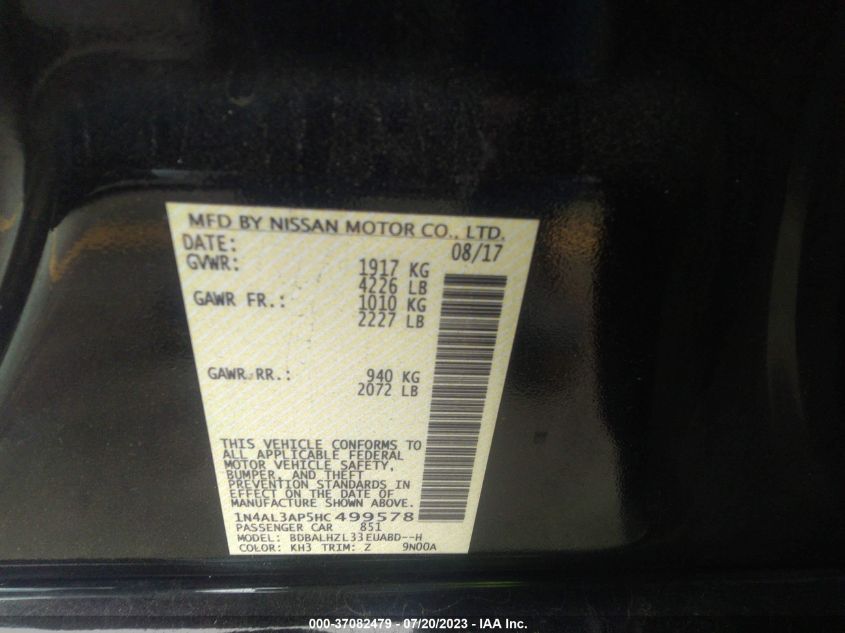 MFD BY NISSAN MOTOR CO., LTD.
DATE: 08/17
GVWR: 1917 KG
4226 LB
GAWR FR.: 1010 KG
2227 LB
GAWR RR.: 940 KG
2072 LB
THIS VEHICLE CONFORMS TO
ALL APPLICABLE FEDERAL
MOTOR VEHICLE SAFETY,
BUMPER, AND THEFT
PREVENTION STANDARDS IN
EFFECT ON THE DATE OF
MANUFACTURE SHOWN ABOVE.
1N4AL3AP5HC499578
PASSENGER CAR 851
MODEL: BDBALHZL33EUABD--H
COLOR: KH3 TRIM: Z 9N00A
000-37082479 - 07/20/2023 - IAA Inc.